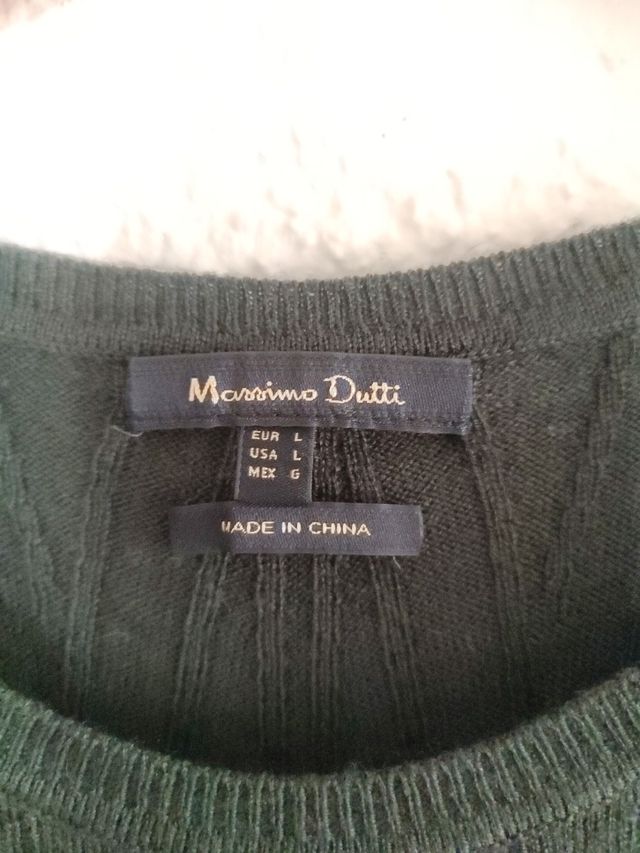 Massimo Dutti
EUR L
USA L
MEX G
MADE IN CHINA